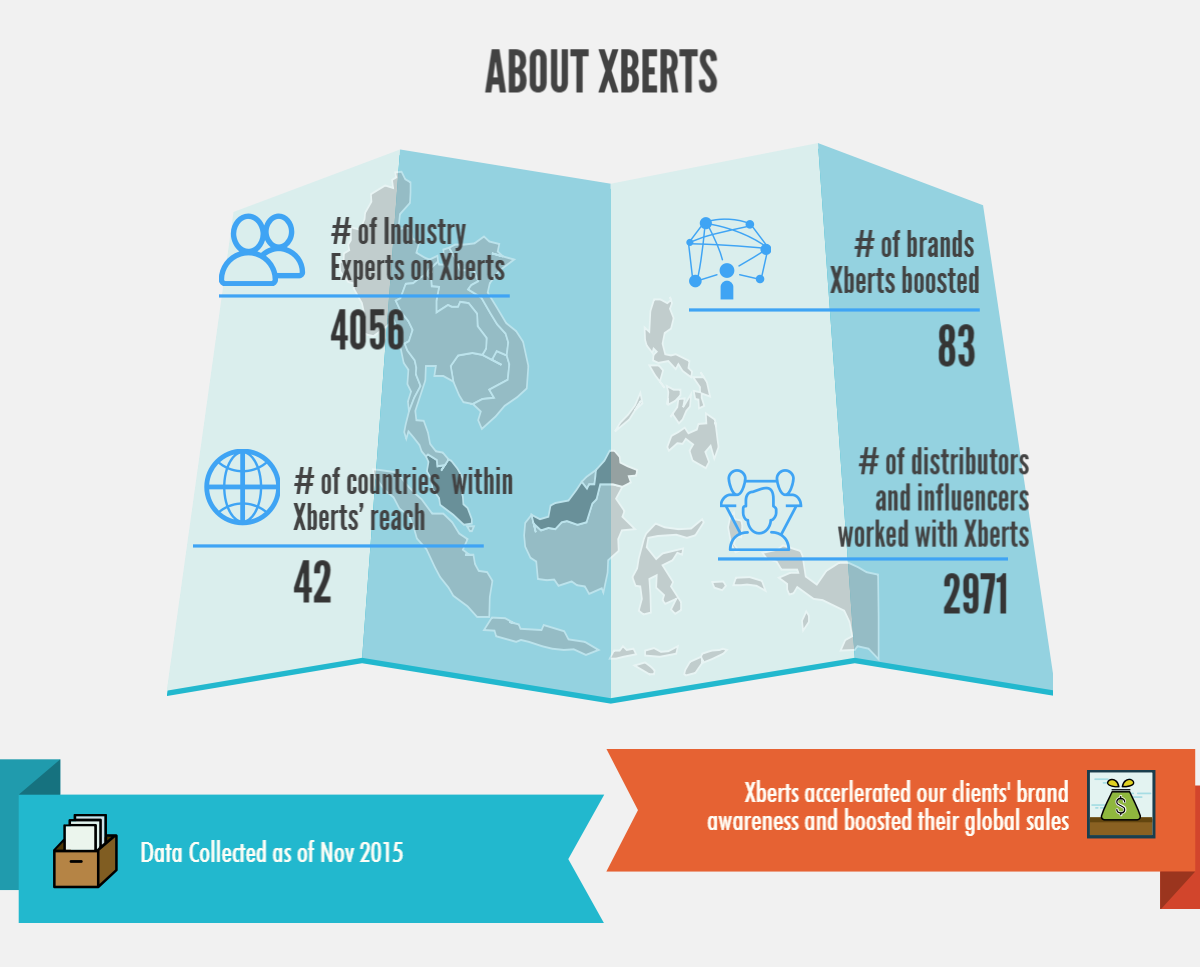 ABOUT XBERTS
# of Industry
Experts on Xberts
4056
# of brands
Xberts boosted
83
# of countries within
Xberts' reach
42
# of distributors
and influencers
worked with Xberts
2971
Data Collected as of Nov 2015
Xberts accerlerated our clients' brand
awareness and boosted their global sales
$